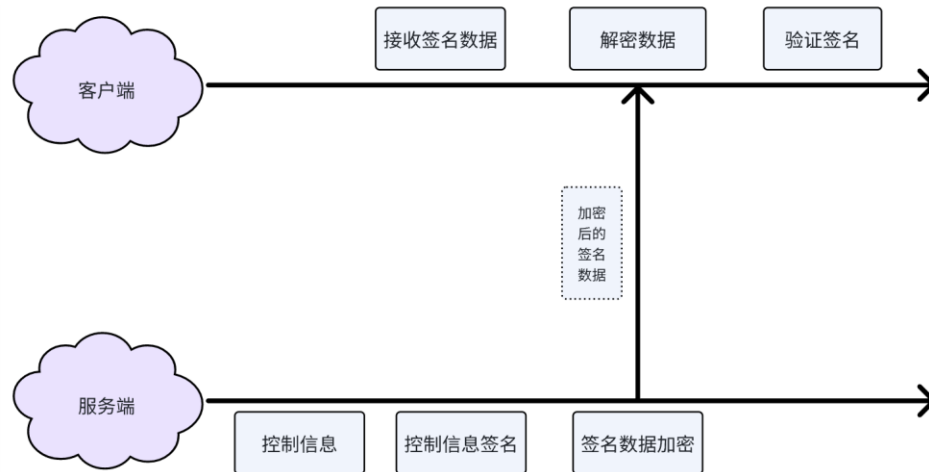 接收签名数据
解密数据
验证签名
客户端
加密
后的
签名
数据
服务端
控制信息
控制信息签名
签名数据加密